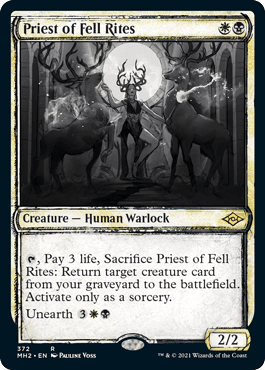 Priest of Fell Rites
Creature — Human Warlock
, Pay 3 life, Sacrifice Priest of Fell
Rites: Return target creature card
from your graveyard to the battlefield.
Activate only as a sorcery.
Unearth 3
2/2
372 R
MH2 • EN Pauline Voss
™ & © 2021 Wizards of the Coast